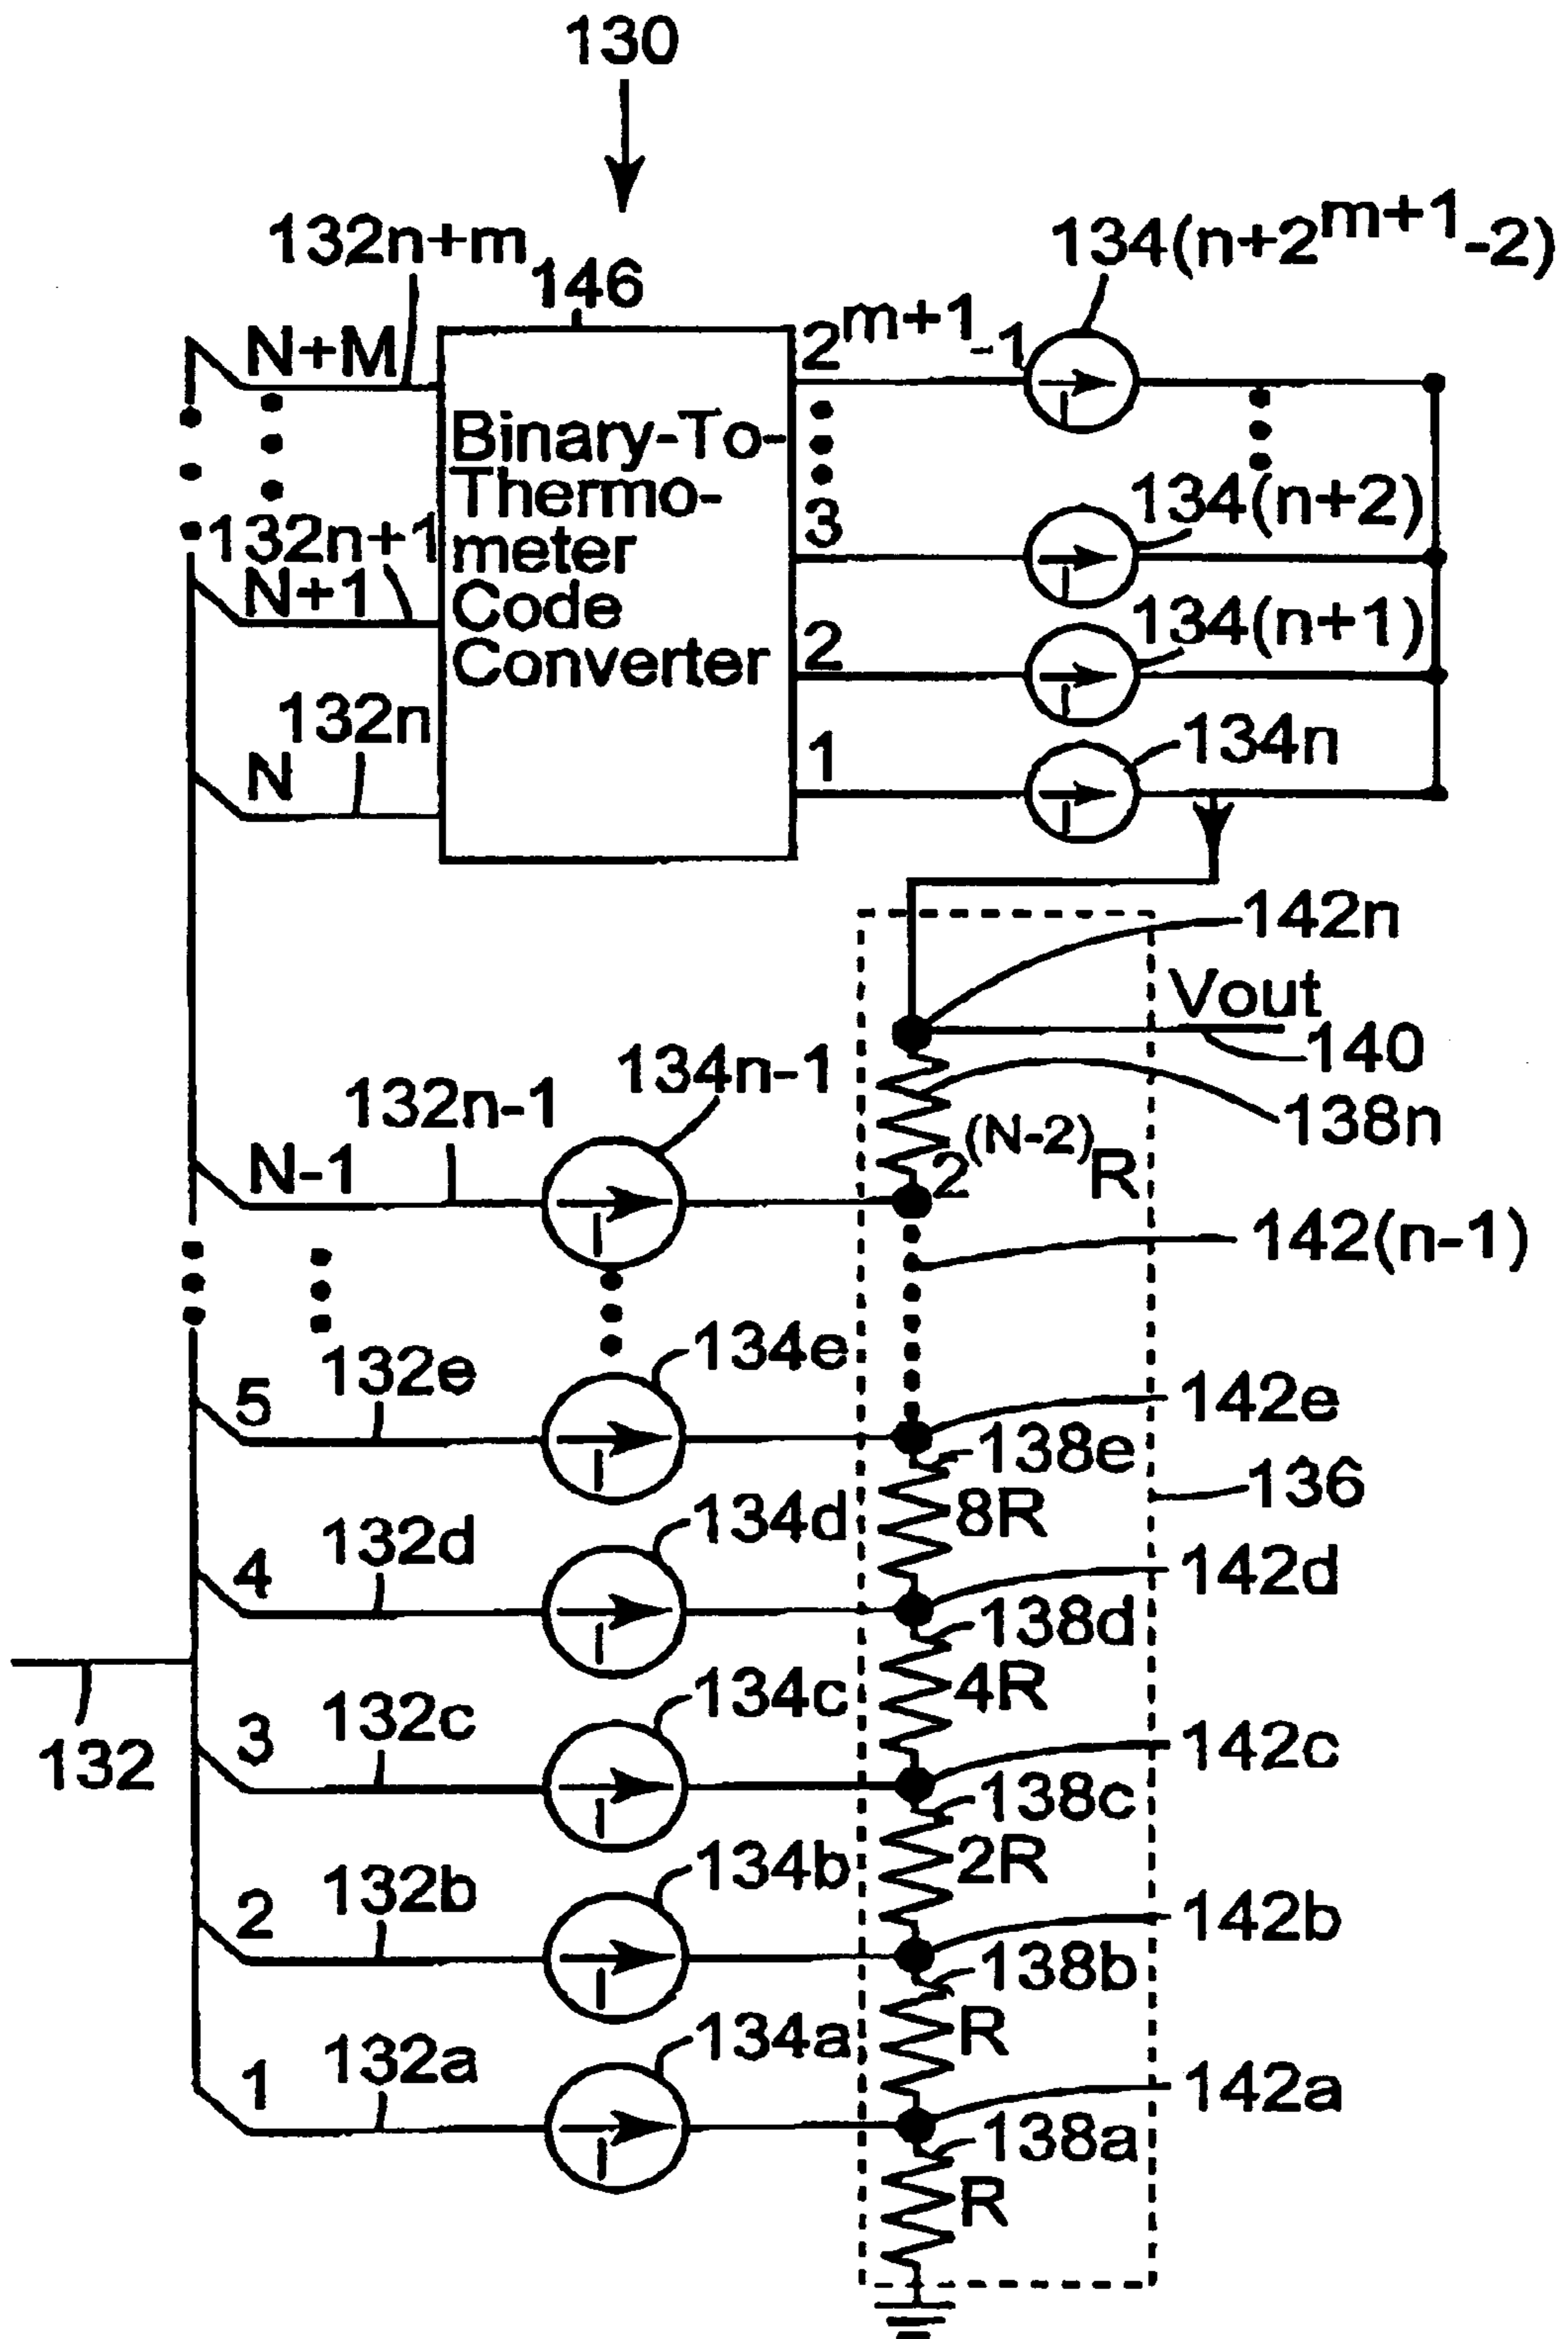 130
132n+m
146
134(n+2^m+1-2)
N+M
2^m+1-1
I
Binary-To-
Thermo-
meter
Code
Converter
132n+1
N+1
3
134(n+2)
I
2
134(n+1)
I
132n
N
1
134n
I
142n
Vout
140
138n
2^(N-2)R
134n-1
132n-1
N-1
I
142(n-1)
134e
132e
5
I
142e
138e
8R
136
134d
132d
4
I
142d
138d
4R
132
134c
132c
3
I
142c
138c
2R
134b
132b
2
I
142b
138b
R
134a
132a
1
I
142a
138a
R